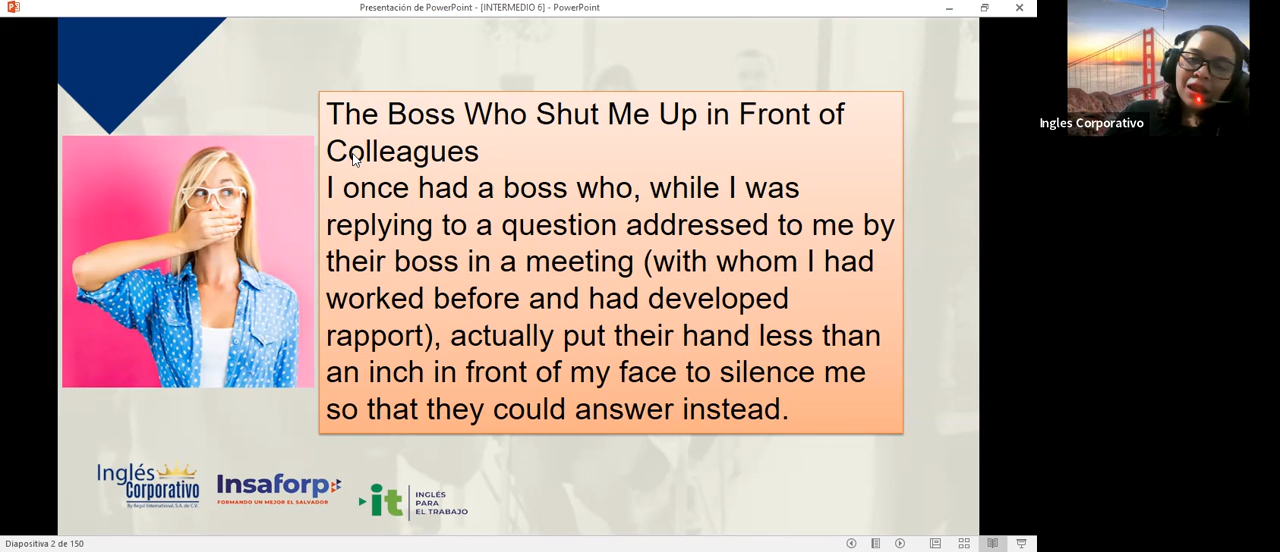 Presentación de PowerPoint - [INTERMEDIO 6] - PowerPoint
Ingles Corporativo
The Boss Who Shut Me Up in Front of
Colleagues
I once had a boss who, while I was
replying to a question addressed to me by
their boss in a meeting (with whom I had
worked before and had developed
rapport), actually put their hand less than
an inch in front of my face to silence me
so that they could answer instead.
Inglés
Corporativo
By Regal International, S.A. de C.V.
Insaforp
FORMANDO UN MEJOR EL SALVADOR
it
INGLÉS
PARA
EL TRABAJO
Diapositiva 2 de 150